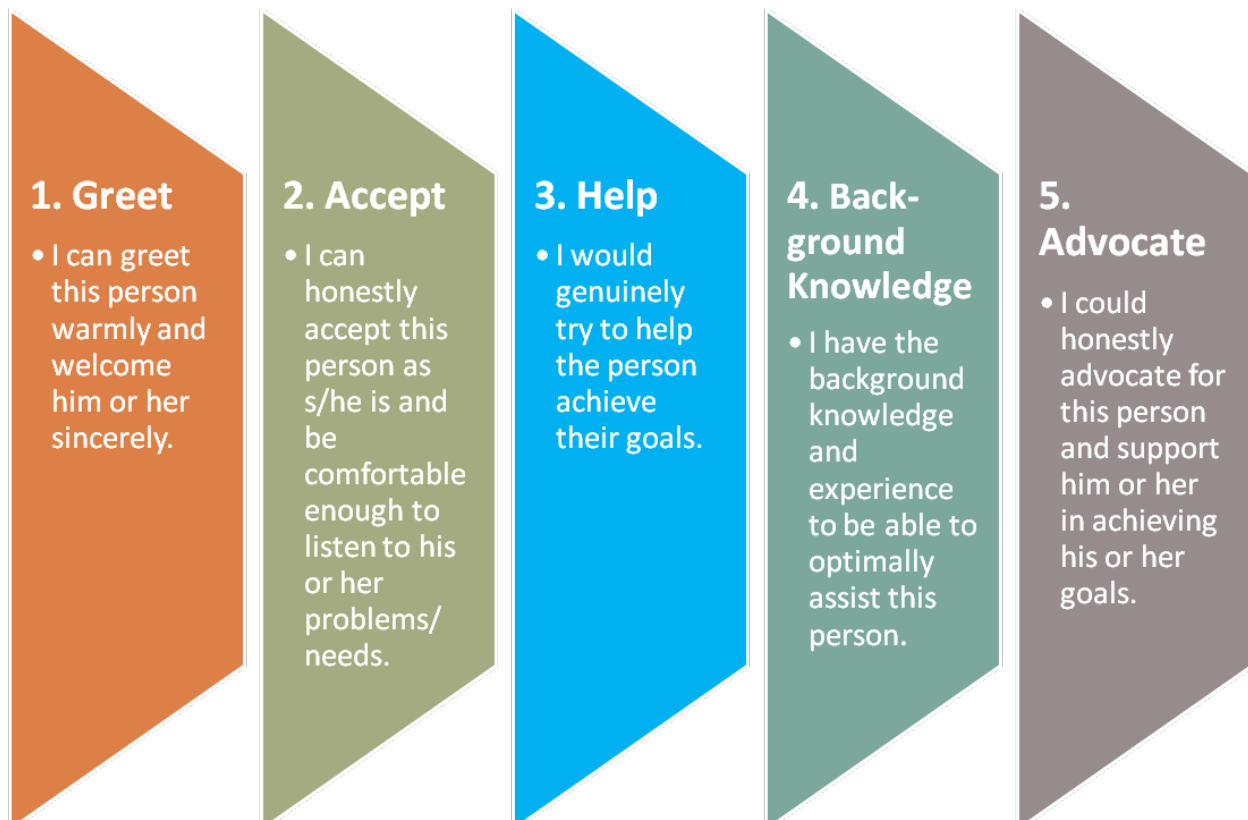 1. Greet
• I can greet
this person
warmly and
welcome
him or her
sincerely.
2. Accept
• I can
honestly
accept this
person as
s/he is and
be
comfortable
enough to
listen to his
or her
problems/
needs.
3. Help
• I would
genuinely
try to help
the person
achieve
their goals.
4. Back-
ground
Knowledge
• I have the
background
knowledge
and
experience
to be able to
optimally
assist this
person.
5.
Advocate
• I could
honestly
advocate for
this person
and support
him or her
in achieving
his or her
goals.